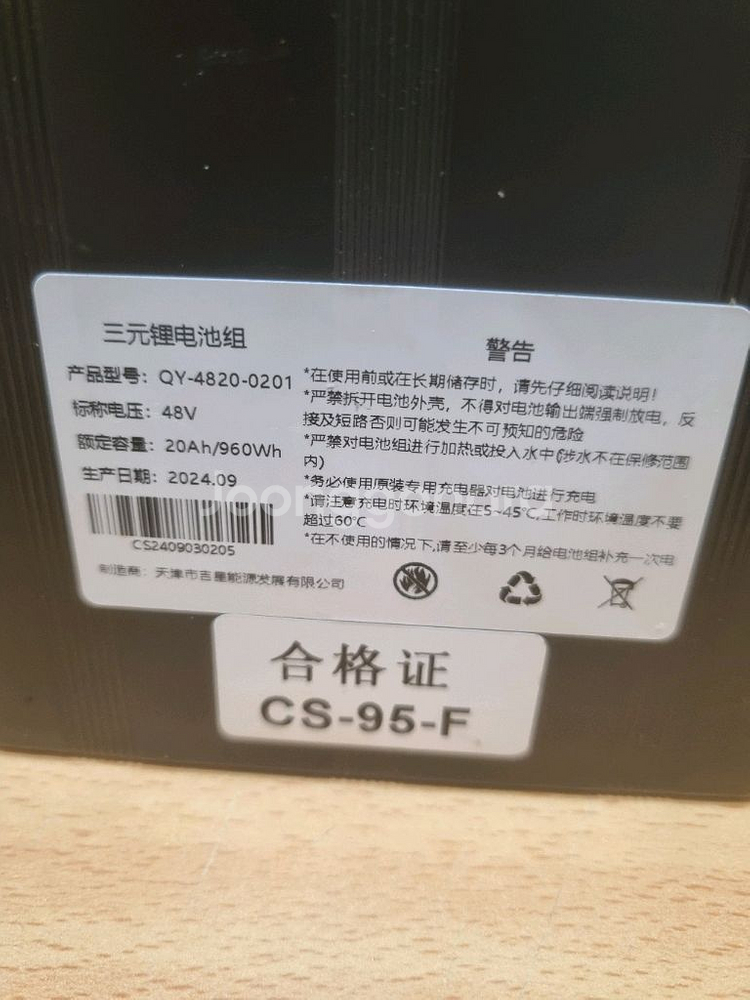 三元锂电池组
产品型号：QY-4820-0201
标称电压：48V
额定容量：20Ah/960Wh
生产日期：2024.09
CS2409030205
制造商：天津市吉星能源发展有限公司
警告
*在使用前或在长期储存时，请先仔细阅读说明！
*严禁拆开电池外壳，不得对电池输出端强制放电，反
接及短路否则可能发生不可预知的危险
*严禁对电池组进行加热或投入水中(涉水不在保修范围
内)
*务必使用原装专用充电器对电池进行充电
*请注意充电时环境温度在5~45℃,工作时环境温度不要
超过60℃
*在不使用的情况下,请至少每3个月给电池组补充一次电
合格证
CS-95-F